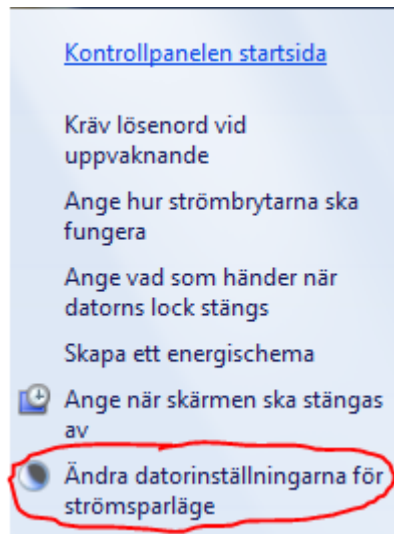 Kontrollpanelen startsida
Kräv lösenord vid
uppvaknande
Ange hur strömbrytarna ska
fungera
Ange vad som händer när
datorns lock stängs
Skapa ett energischema
Ange när skärmen ska stängas
av
Ändra datorinställningarna för
strömsparläge